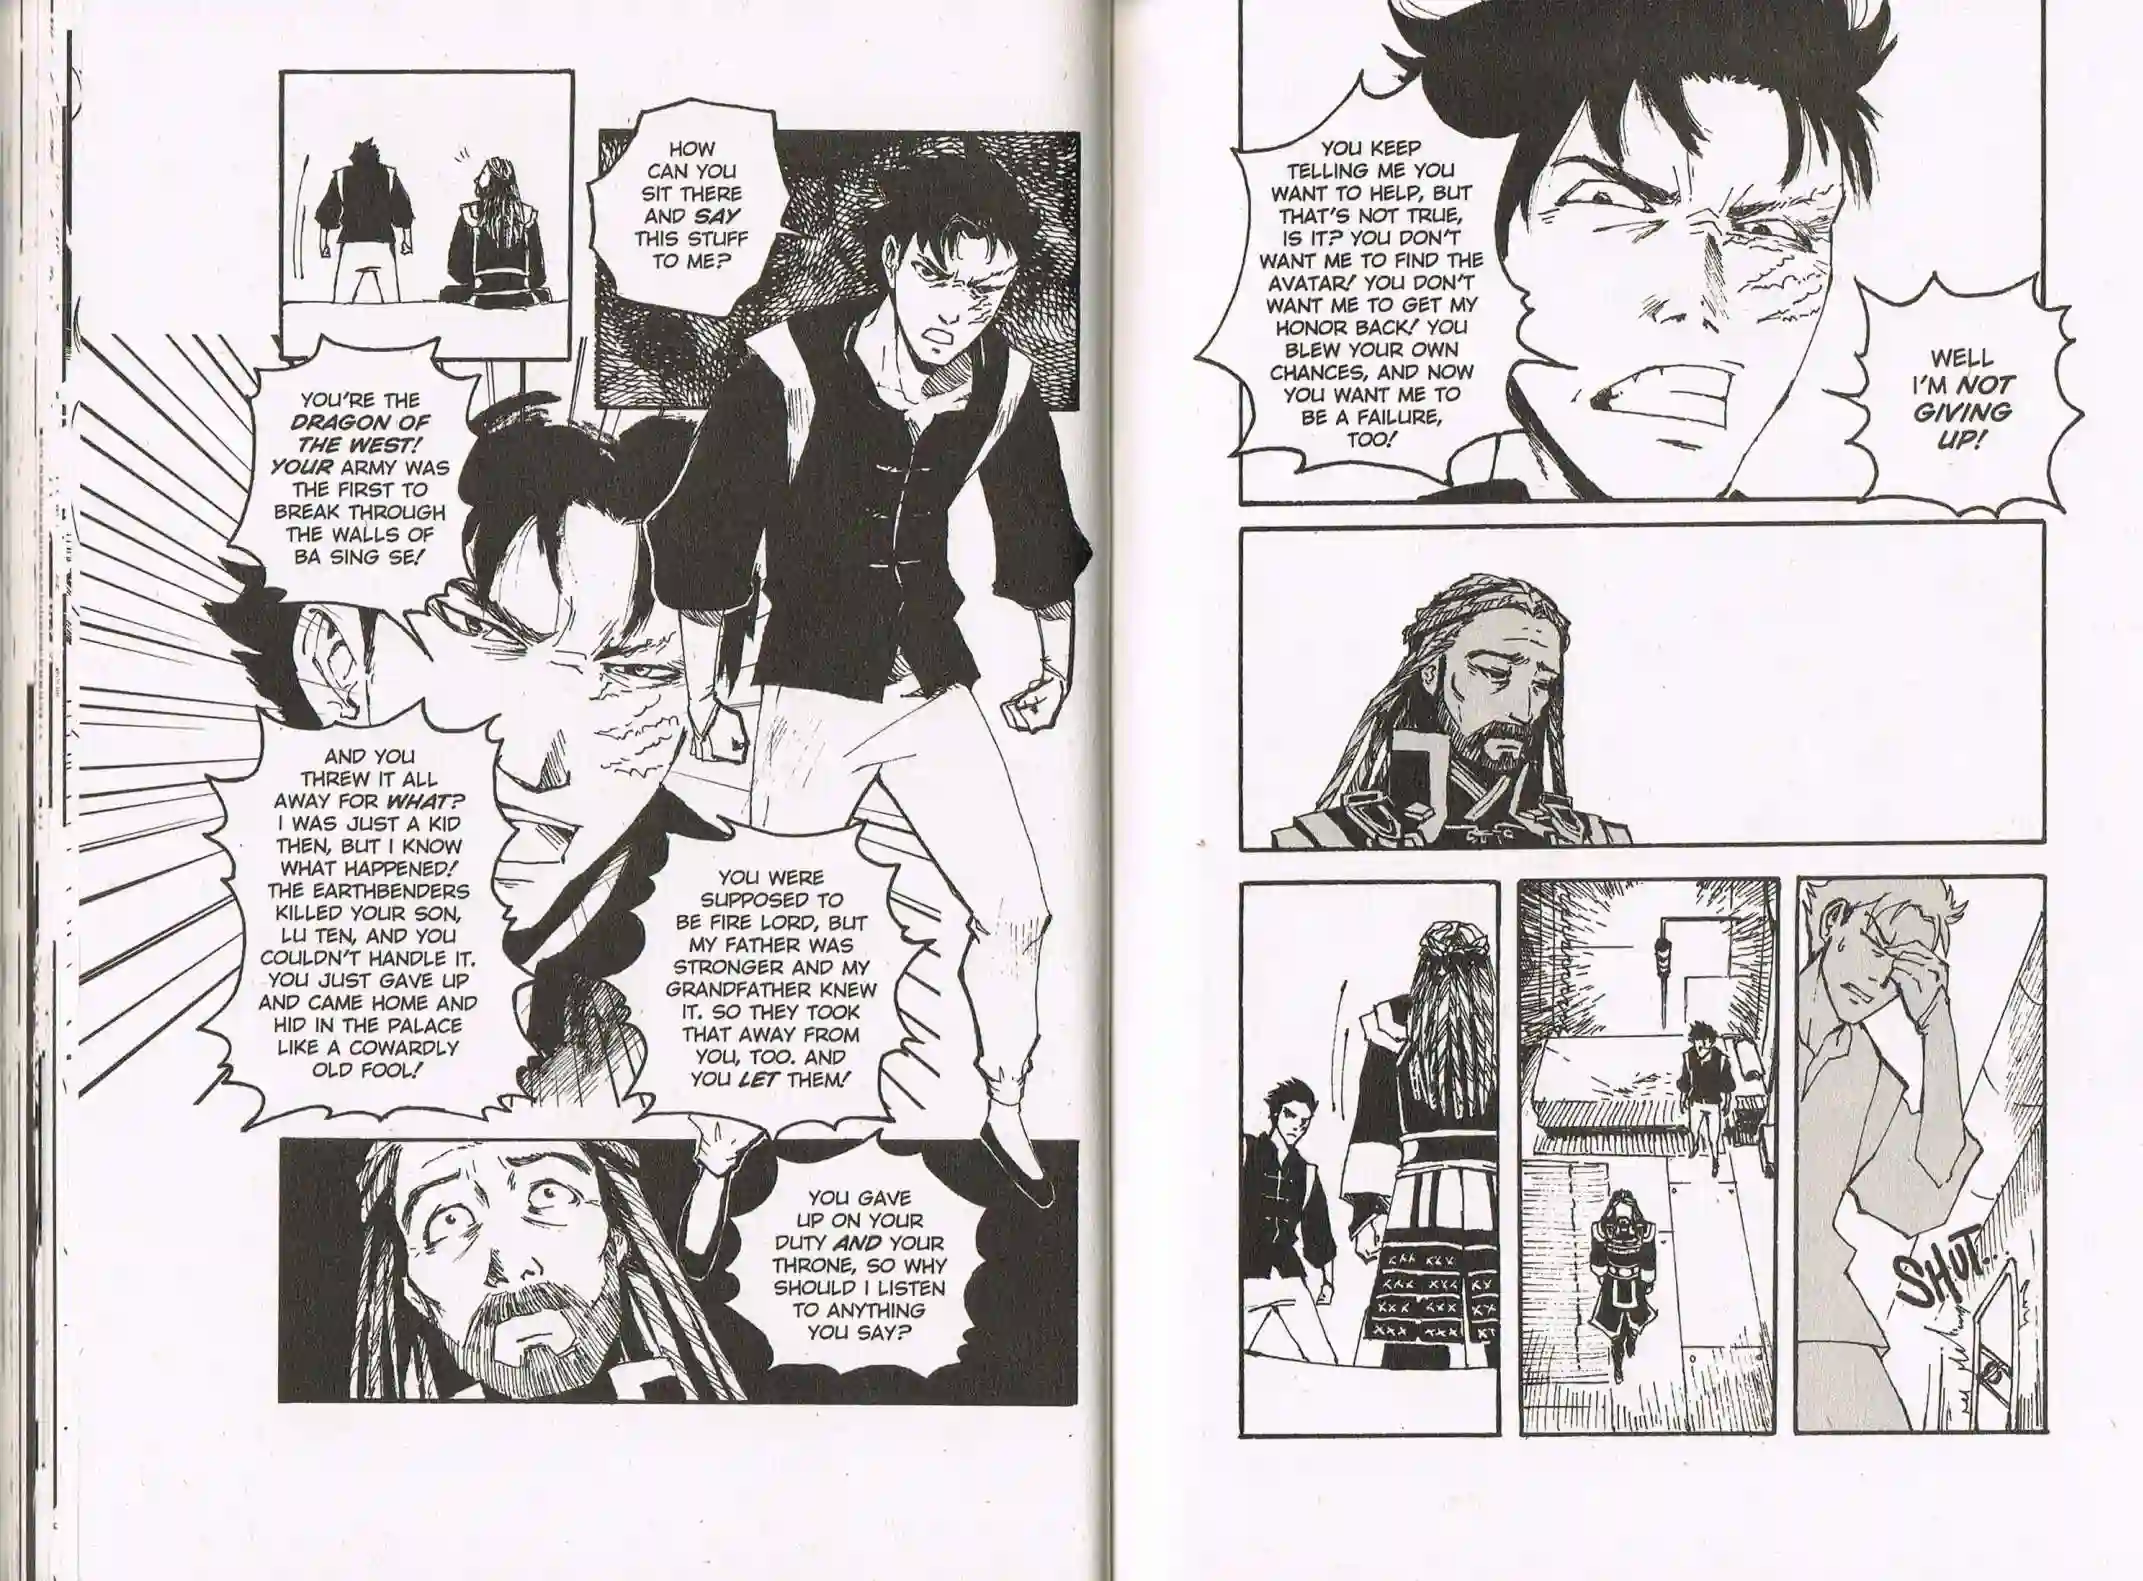 HOW
CAN YOU
SIT THERE
AND SAY
THIS STUFF
TO ME?
YOU'RE THE
DRAGON OF
THE WEST!
YOUR ARMY WAS
THE FIRST TO
BREAK THROUGH
THE WALLS OF
BA SING SE!
AND YOU
THREW IT ALL
AWAY FOR WHAT?
I WAS JUST A KID
THEN, BUT I KNOW
WHAT HAPPENED!
THE EARTHBENDERS
KILLED YOUR SON,
LU TEN, AND YOU
COULDN'T HANDLE IT.
YOU JUST GAVE UP
AND CAME HOME AND
HID IN THE PALACE
LIKE A COWARDLY
OLD FOOL!
YOU WERE
SUPPOSED TO
BE FIRE LORD, BUT
MY FATHER WAS
STRONGER AND MY
GRANDFATHER KNEW
IT. SO THEY TOOK
THAT AWAY FROM
YOU, TOO. AND
YOU LET THEM!
YOU GAVE
UP ON YOUR
DUTY AND YOUR
THRONE, SO WHY
SHOULD I LISTEN
TO ANYTHING
YOU SAY?
YOU KEEP
TELLING ME YOU
WANT TO HELP, BUT
THAT'S NOT TRUE,
IS IT? YOU DON'T
WANT ME TO FIND THE
AVATAR! YOU DON'T
WANT ME TO GET MY
HONOR BACK! YOU
BLEW YOUR OWN
CHANCES, AND NOW
YOU WANT ME TO
BE A FAILURE,
TOO!
WELL
I'M NOT
GIVING
UP!
SHUT...